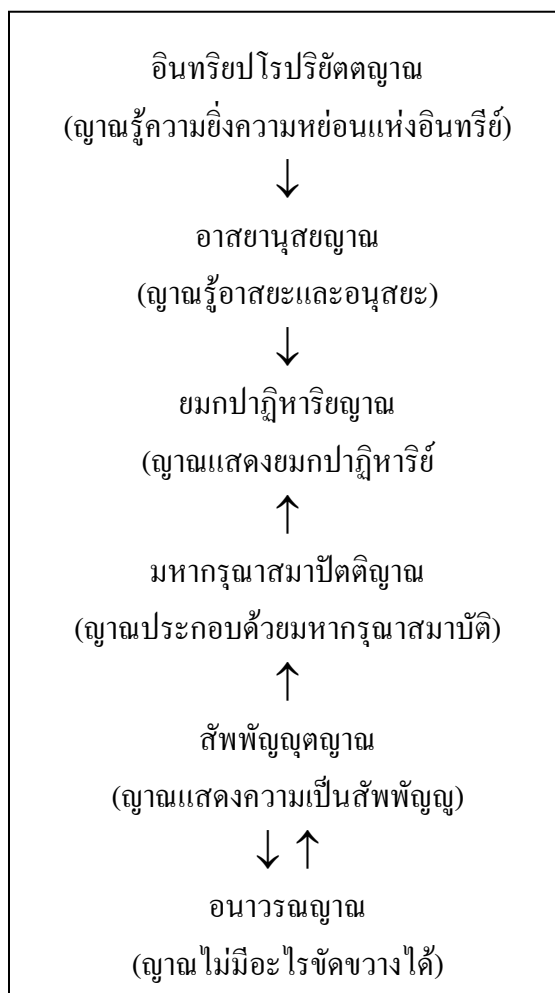 อินทริยปโรปริยัตตญาณ
(ญาณรู้ความยิ่งความหย่อนแห่งอินทรีย์)
↓
อาสยานุสยญาณ
(ญาณรู้อาสยะและอนุสยะ)
↓
ยมกปาฏิหาริยญาณ
(ญาณแสดงยมกปาฏิหาริย์
↑
มหากรุณาสมาปัตติญาณ
(ญาณประกอบด้วยมหากรุณาสมาบัติ)
↑
สัพพัญญุตญาณ
(ญาณแสดงความเป็นสัพพัญญู)
↓ ↑
อนาวรณญาณ
(ญาณไม่มีอะไรขัดขวางได้)